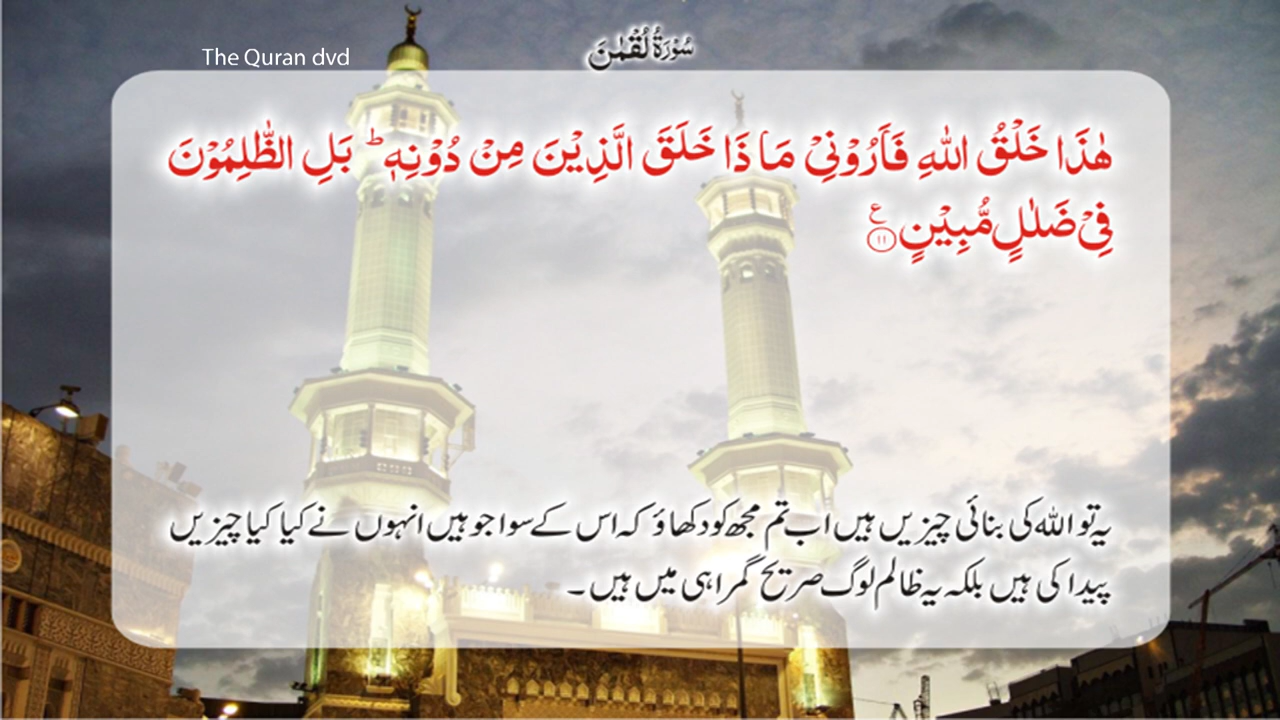 The Quran dvd
سُوْرَةُ لُقْمٰنَ
هٰذَا خَلْقُ اللّٰهِ فَاَرُوْنِيْ مَا ذَا خَلَقَ الَّذِيْنَ مِنْ دُوْنِهٖ ؕ بَلِ الظّٰلِمُوْنَ
فِيْ ضَلٰلٍ مُّبِيْنٍ ع ۱۱
یہ تو اللہ کی بنائی چیزیں ہیں اب تم مجھ کو دکھاؤ کہ اس کے سوا جو ہیں انہوں نے کیا کیا چیزیں
پیدا کی ہیں بلکہ یہ ظالم لوگ صریح گمراہی میں ہیں ۔